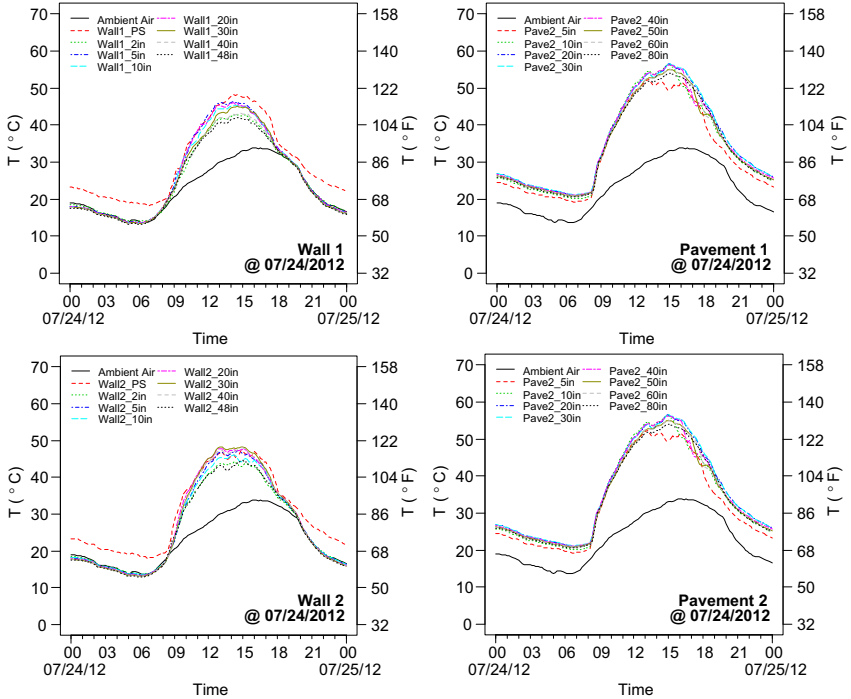 70
60
50
40
30
20
10
0
T ( ° C)
Ambient Air
Wall1_PS
Wall1_2in
Wall1_5in
Wall1_10in
Wall1_20in
Wall1_30in
Wall1_40in
Wall1_48in
158
140
122
104
86
68
50
32
T ( ° F)
Wall 1
@ 07/24/2012
00 03 06 09 12 15 18 21 00
07/24/12 07/25/12
Time
70
60
50
40
30
20
10
0
T ( ° C)
Ambient Air
Pave2_5in
Pave2_10in
Pave2_20in
Pave2_30in
Pave2_40in
Pave2_50in
Pave2_60in
Pave2_80in
158
140
122
104
86
68
50
32
T ( ° F)
Pavement 1
@ 07/24/2012
00 03 06 09 12 15 18 21 00
07/24/12 07/25/12
Time
70
60
50
40
30
20
10
0
T ( ° C)
Ambient Air
Wall2_PS
Wall2_2in
Wall2_5in
Wall2_10in
Wall2_20in
Wall2_30in
Wall2_40in
Wall2_48in
158
140
122
104
86
68
50
32
T ( ° F)
Wall 2
@ 07/24/2012
00 03 06 09 12 15 18 21 00
07/24/12 07/25/12
Time
70
60
50
40
30
20
10
0
T ( ° C)
Ambient Air
Pave2_5in
Pave2_10in
Pave2_20in
Pave2_30in
Pave2_40in
Pave2_50in
Pave2_60in
Pave2_80in
158
140
122
104
86
68
50
32
T ( ° F)
Pavement 2
@ 07/24/2012
00 03 06 09 12 15 18 21 00
07/24/12 07/25/12
Time